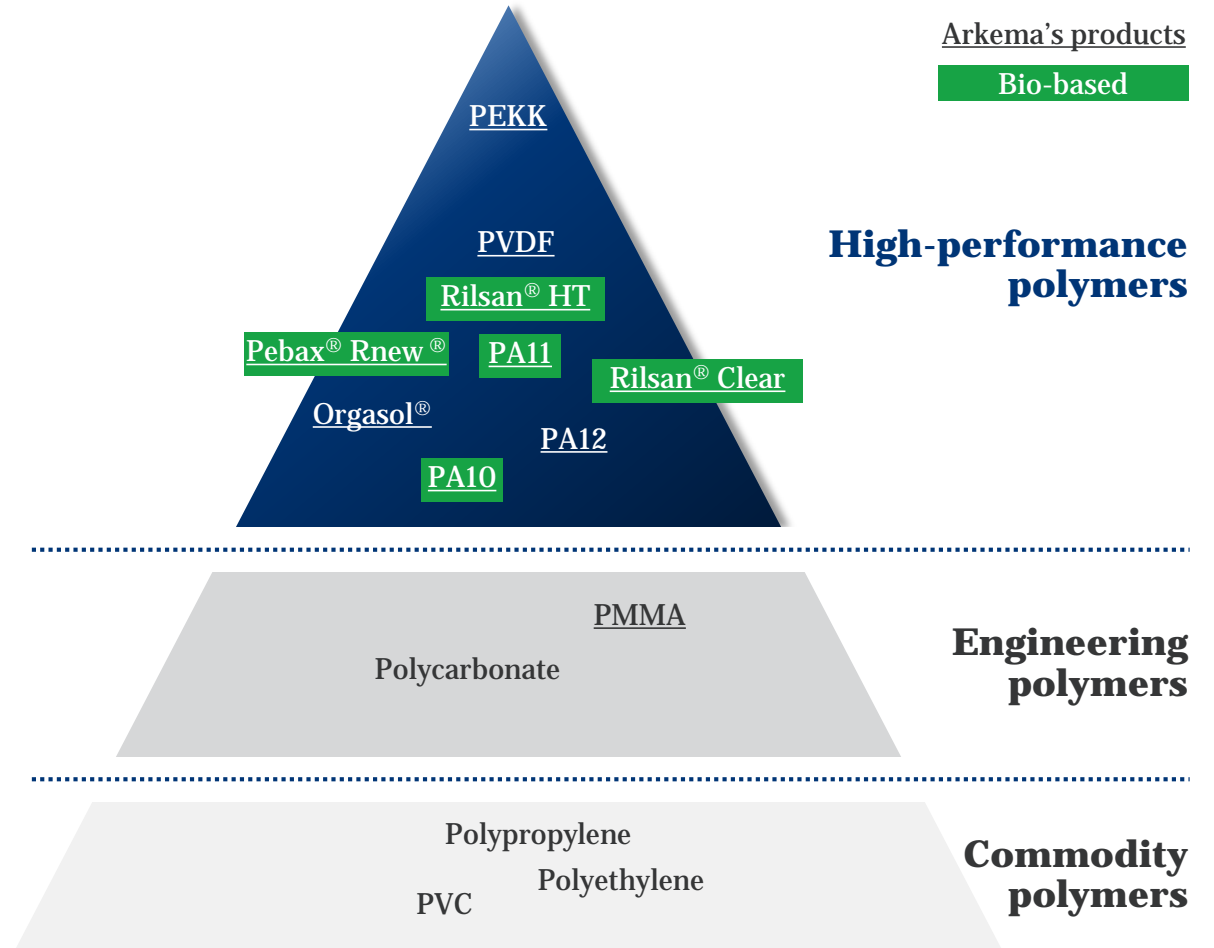 Arkema’s products
Bio-based
PEKK
PVDF
High-performance
polymers
Rilsan® HT
Pebax® Rnew ®
PA11
Rilsan® Clear
Orgasol®
PA12
PA10
PMMA
Polycarbonate
Engineering
polymers
Polypropylene
Polyethylene
PVC
Commodity
polymers